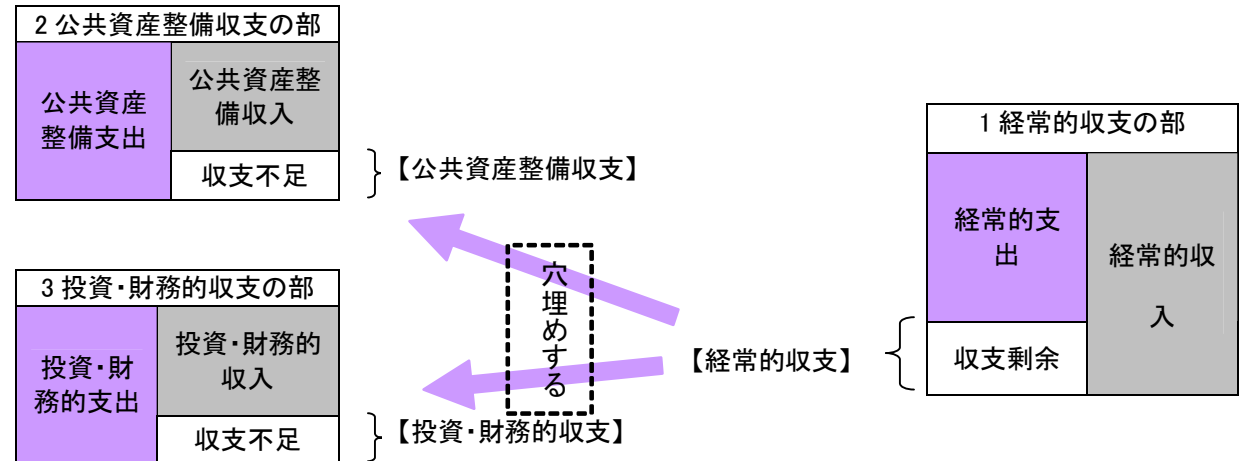 2 公共資産整備収支の部
公共資産
整備支出
公共資産整
備収入
収支不足
【公共資産整備収支】
3 投資・財務的収支の部
投資・財
務的支出
投資・財務的
収入
収支不足
【投資・財務的収支】
穴埋めする
【経常的収支】
1 経常的収支の部
経常的支
出
収支剰余
経常的収
入